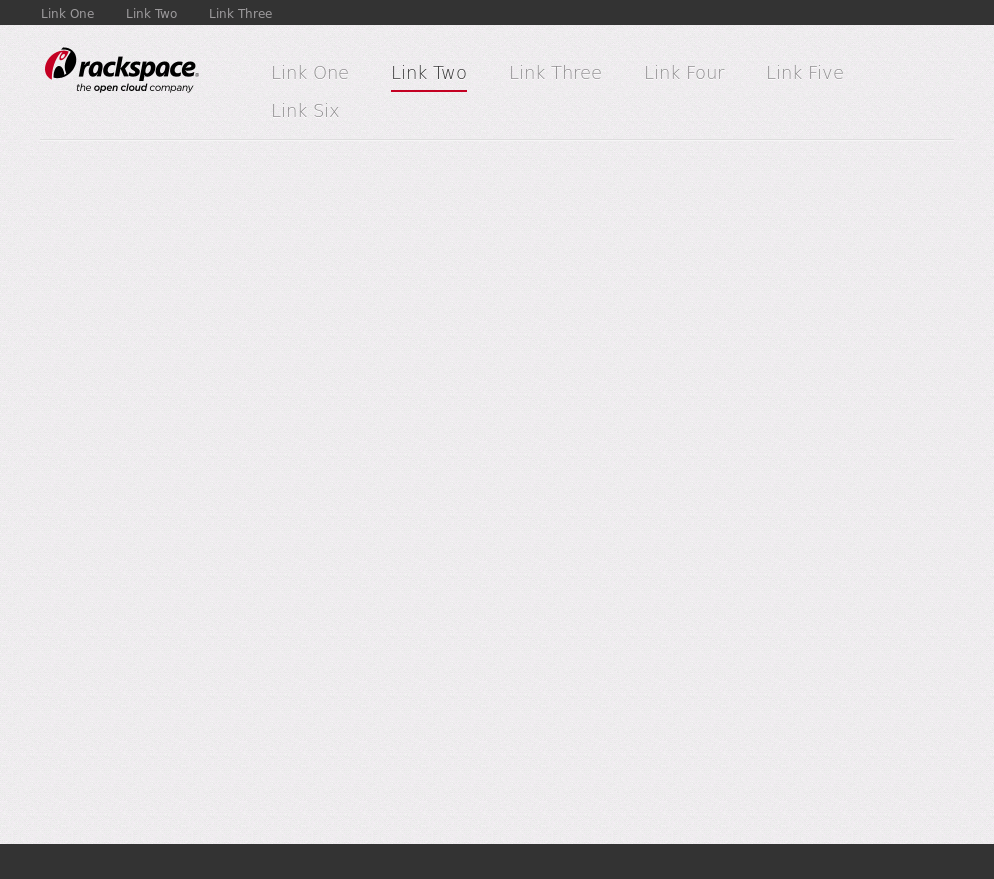 Link One Link Two Link Three
rackspace®
the open cloud company
Link One Link Two Link Three Link Four Link Five
Link Six